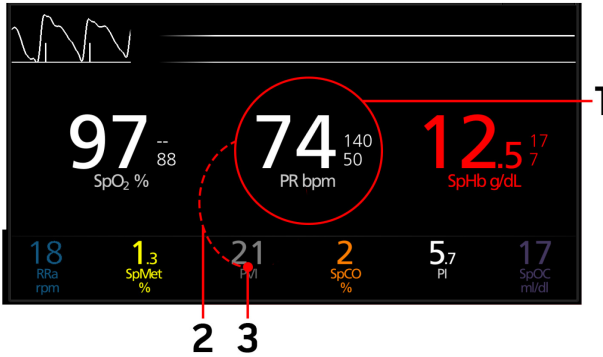 1
97 -- 88
SpO₂ %
74 140 50
PR bpm
12.5 17 7
SpHb g/dL
18
RRa
rpm
1.3
SpMet
%
21
PVI
2
SpCO
%
5.7
PI
17
SpOC
ml/dl
2 3